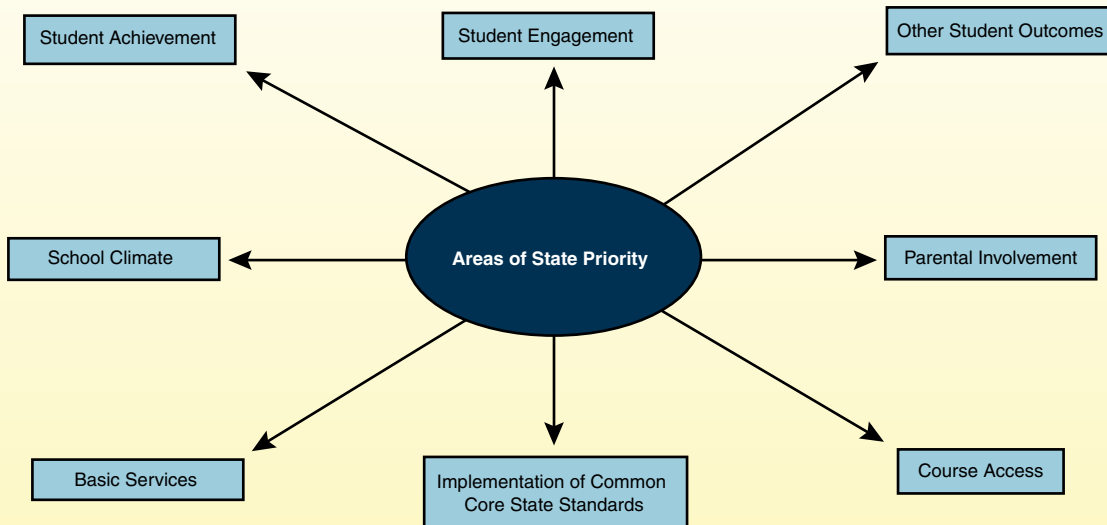 Student Achievement
Student Engagement
Other Student Outcomes
School Climate
Areas of State Priority
Parental Involvement
Basic Services
Implementation of Common
Core State Standards
Course Access